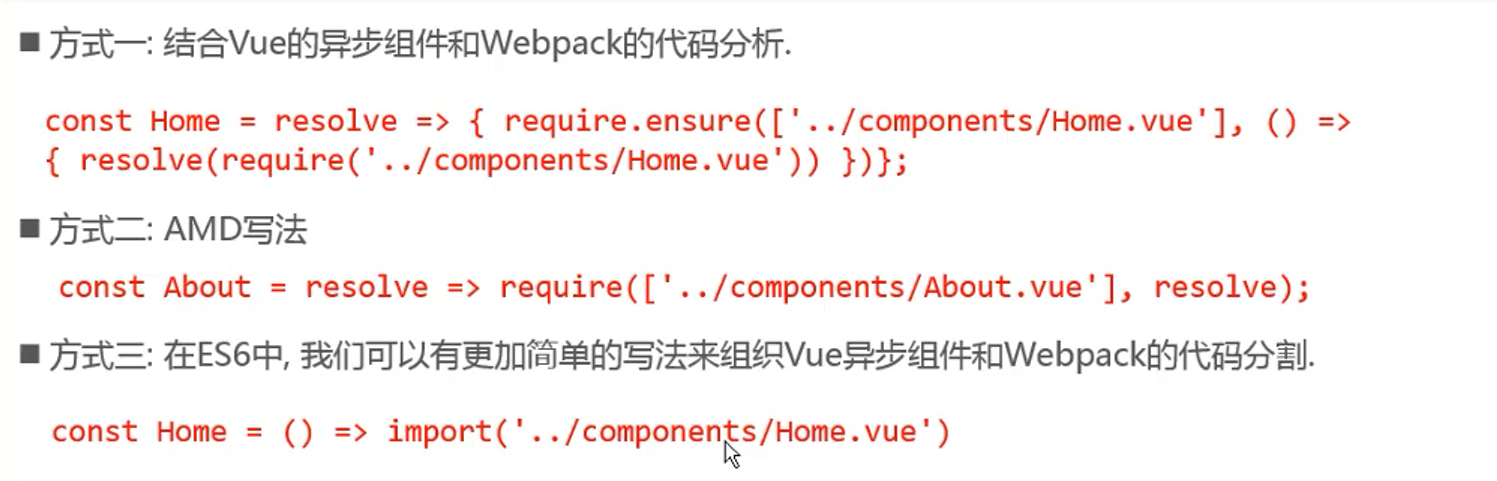 ■ 方式一: 结合Vue的异步组件和Webpack的代码分析.
const Home = resolve => { require.ensure(['../components/Home.vue'], () =>
{ resolve(require('../components/Home.vue')) })};
■ 方式二: AMD写法
const About = resolve => require(['../components/About.vue'], resolve);
■ 方式三: 在ES6中, 我们可以有更加简单的写法来组织Vue异步组件和Webpack的代码分割.
const Home = () => import('../components/Home.vue')